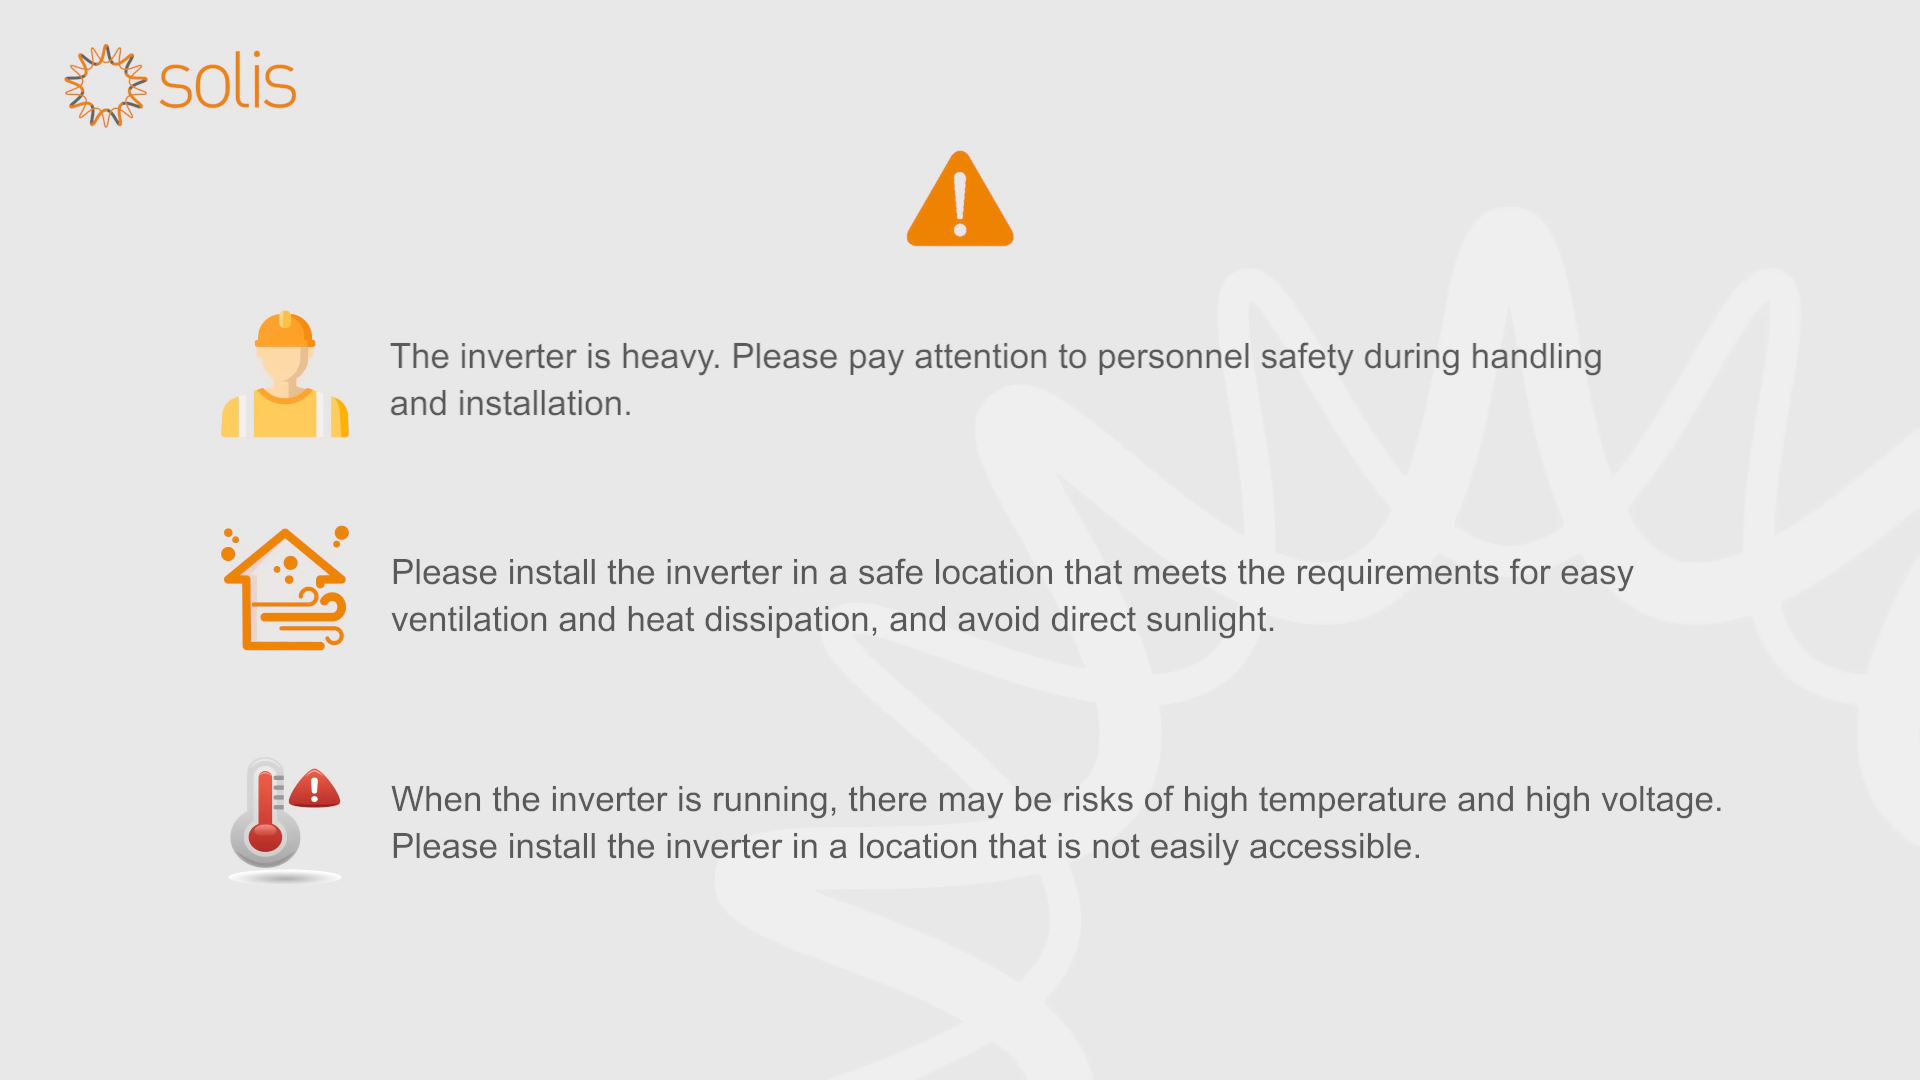 solis
The inverter is heavy. Please pay attention to personnel safety during handling
and installation.
Please install the inverter in a safe location that meets the requirements for easy
ventilation and heat dissipation, and avoid direct sunlight.
When the inverter is running, there may be risks of high temperature and high voltage.
Please install the inverter in a location that is not easily accessible.